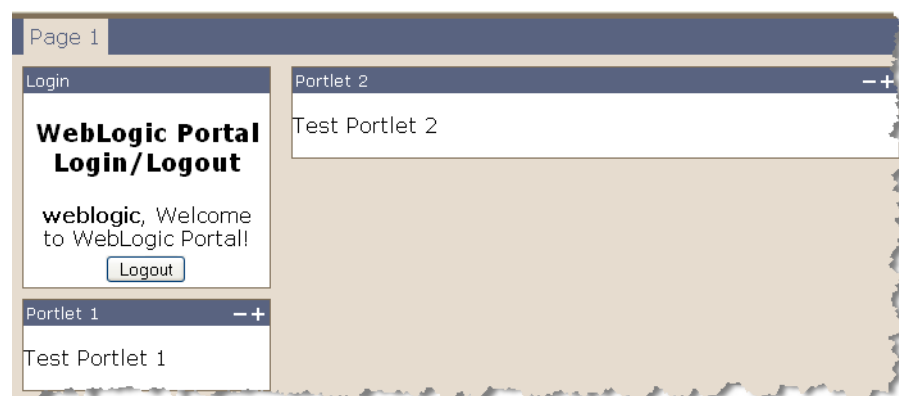 Page 1
Login
WebLogic Portal
Login/Logout
weblogic, Welcome
to WebLogic Portal!
Logout
Portlet 1
Test Portlet 1
Portlet 2
Test Portlet 2